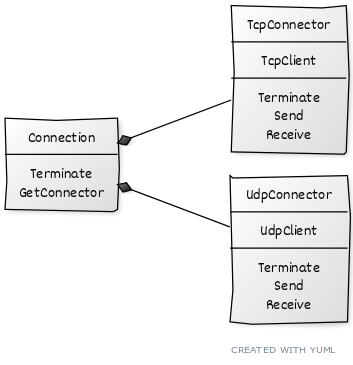 TcpConnector
TcpClient
Terminate
Send
Receive
Connection
Terminate
GetConnector
UdpConnector
UdpClient
Terminate
Send
Receive
CREATED WITH YUML